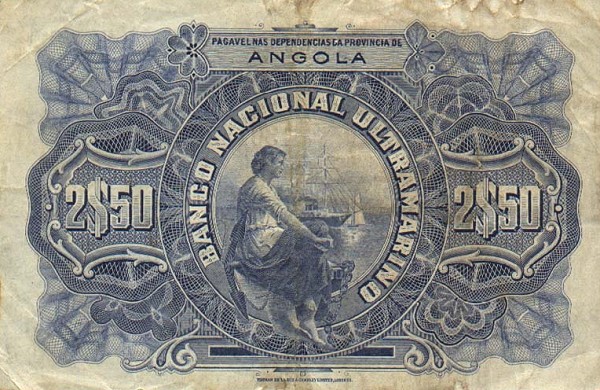 PAGAVEL NAS DEPENDENCIAS DA PROVINCIA DE
ANGOLA
BANCO NACIONAL ULTRAMARINO
2$50
2$50